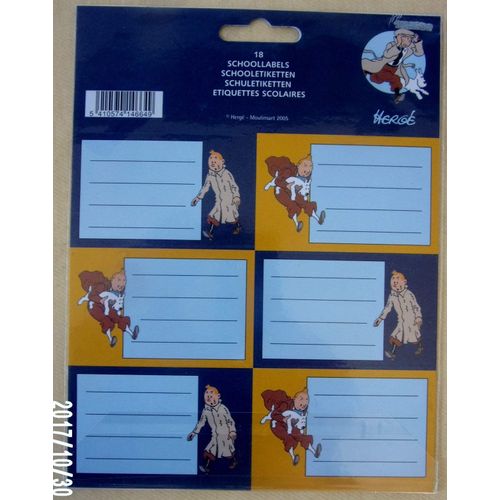 18
SCHOOLLABELS
SCHOOLETIKETTEN
SCHULETIKETTEN
ETIQUETTES SCOLAIRES
© Hergé - Moulinsart 2005
HERGÉ
5 410574 146649
2017/10/30